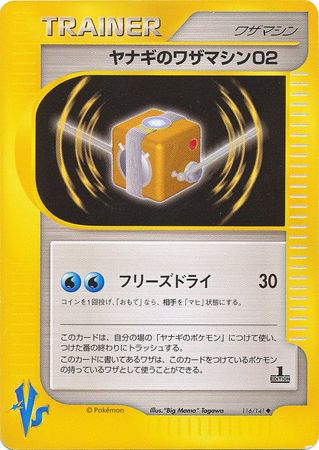 TRAINER
ワザマシン
ヤナギのワザマシン02
フリーズドライ 30
コインを1回投げ、「おもて」なら、相手を「マヒ」状態にする。
このカードは、自分の場の「ヤナギのポケモン」につけて使い、
つけた番の終わりにトラッシュする。
このカードに書いてあるワザは、このカードをつけているポケモン
の持っているワザとして使うことができる。
1
EDITION
VS
© Pokémon
Illus. "Big Mama" Tagawa
116/141